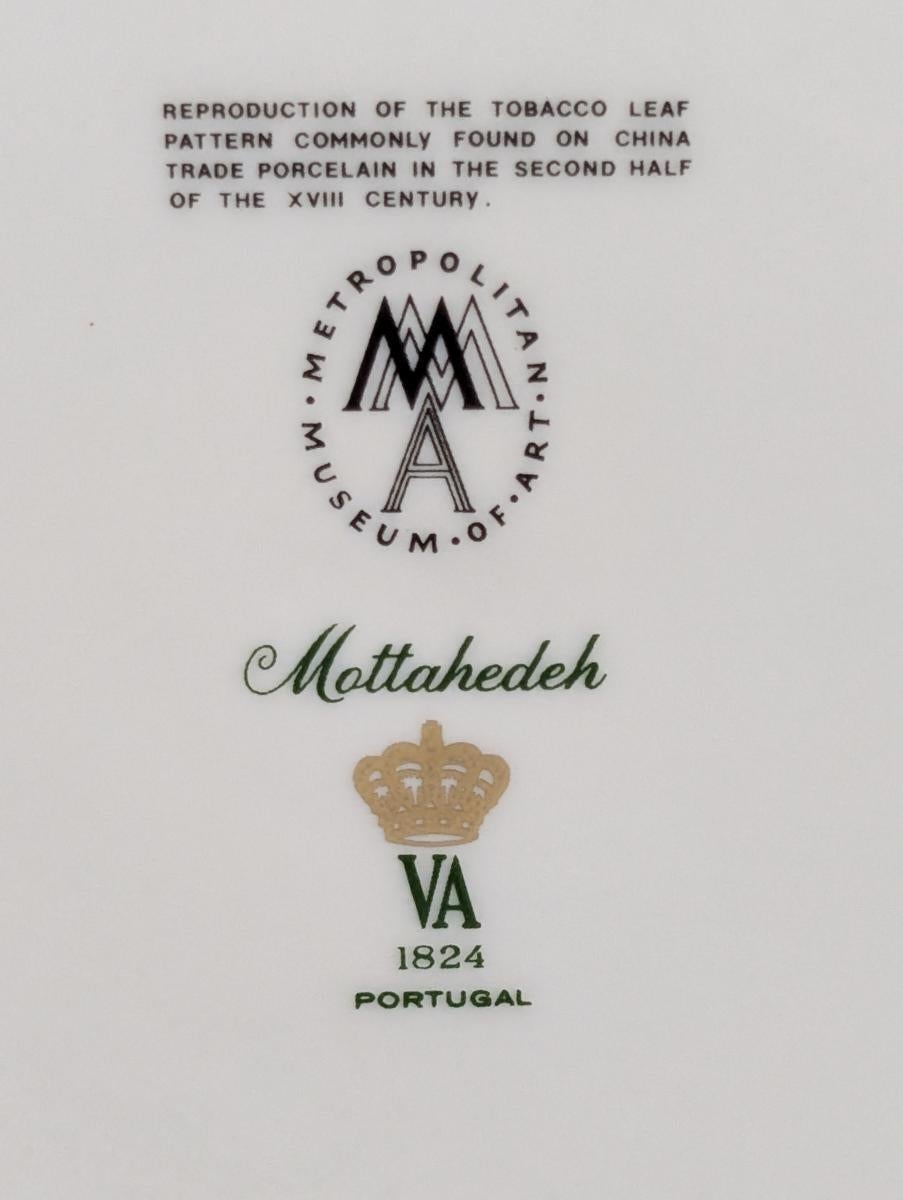 REPRODUCTION OF THE TOBACCO LEAF
PATTERN COMMONLY FOUND ON CHINA
TRADE PORCELAIN IN THE SECOND HALF
OF THE XVIII CENTURY.
· METROPOLITAN · MUSEUM · OF · ART
MMMA
Mottahedeh
VA
1824
PORTUGAL